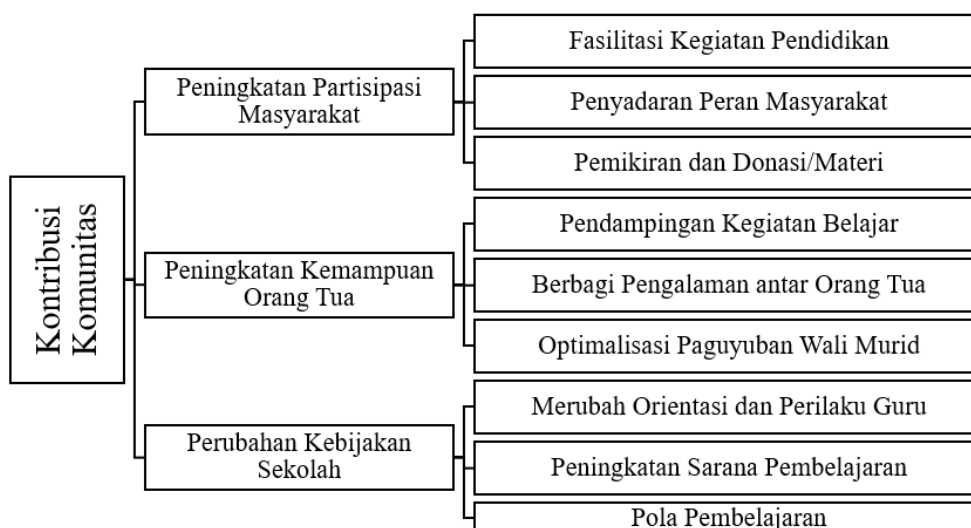 Kontribusi
Komunitas
Peningkatan Partisipasi
Masyarakat
Fasilitasi Kegiatan Pendidikan
Penyadaran Peran Masyarakat
Pemikiran dan Donasi/Materi
Peningkatan Kemampuan
Orang Tua
Pendampingan Kegiatan Belajar
Berbagi Pengalaman antar Orang Tua
Optimalisasi Paguyuban Wali Murid
Perubahan Kebijakan
Sekolah
Merubah Orientasi dan Perilaku Guru
Peningkatan Sarana Pembelajaran
Pola Pembelajaran